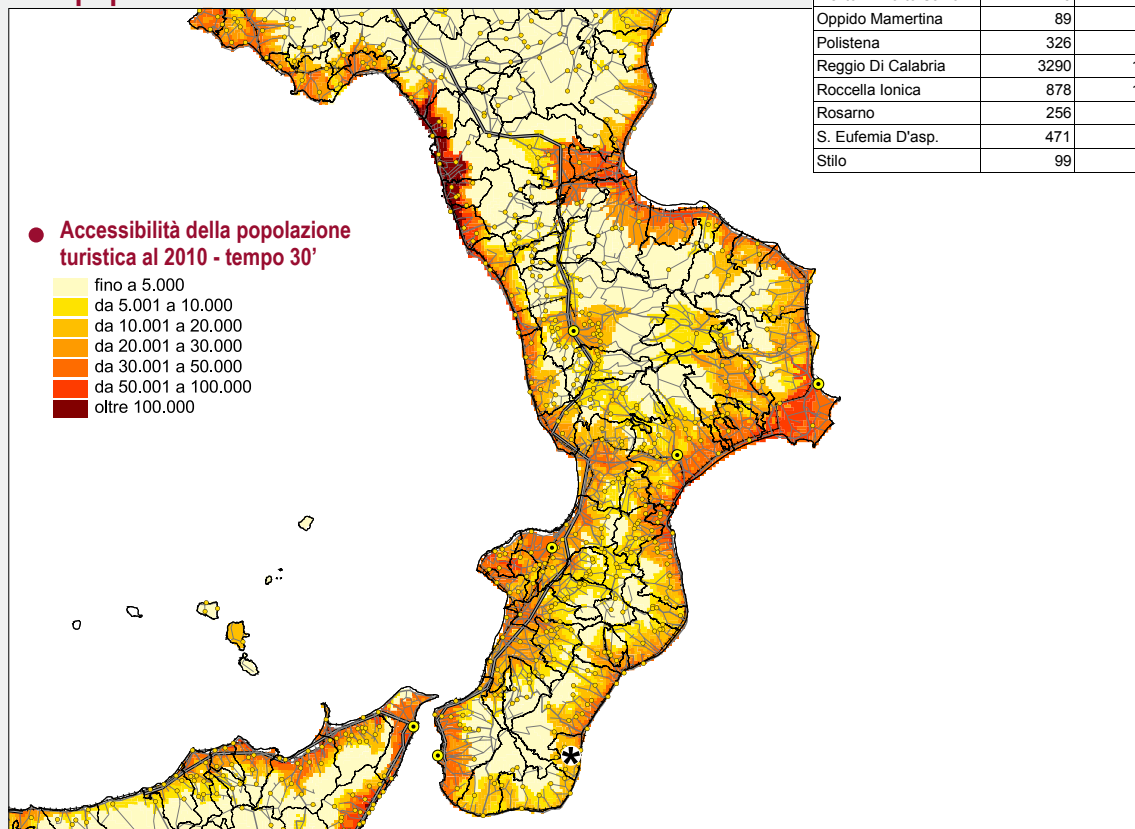 Oppido Mamertina 89
Polistena 326
Reggio Di Calabria 3290 1
Roccella Ionica 878 1
Rosarno 256
S. Eufemia D'asp. 471
Stilo 99
Accessibilità della popolazione
turistica al 2010 - tempo 30’
fino a 5.000
da 5.001 a 10.000
da 10.001 a 20.000
da 20.001 a 30.000
da 30.001 a 50.000
da 50.001 a 100.000
oltre 100.000
*